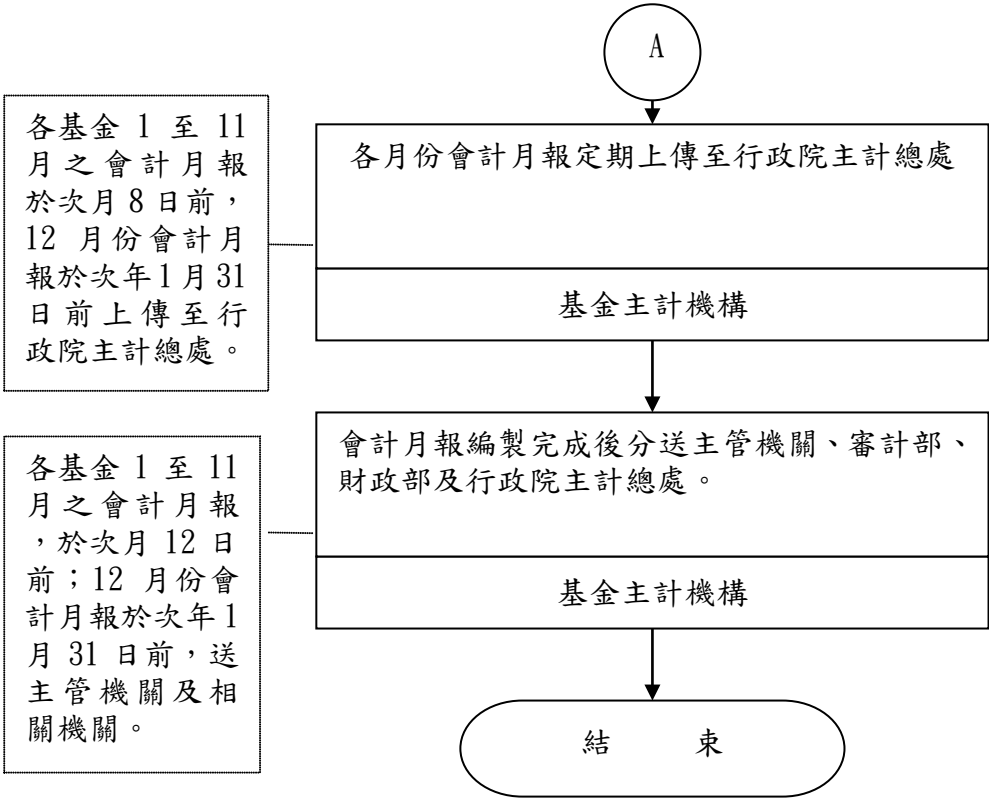 A
各基金 1 至 11
月之會計月報
於次月 8 日前，
12 月份會計月
報於次年 1 月 31
日前上傳至行
政院主計總處。
各月份會計月報定期上傳至行政院主計總處
基金主計機構
各基金 1 至 11
月之會計月報
，於次月 12 日
前；12 月份會
計月報於次年 1
月 31 日前，送
主管機關及相
關機關。
會計月報編製完成後分送主管機關、審計部、
財政部及行政院主計總處。
基金主計機構
結 束